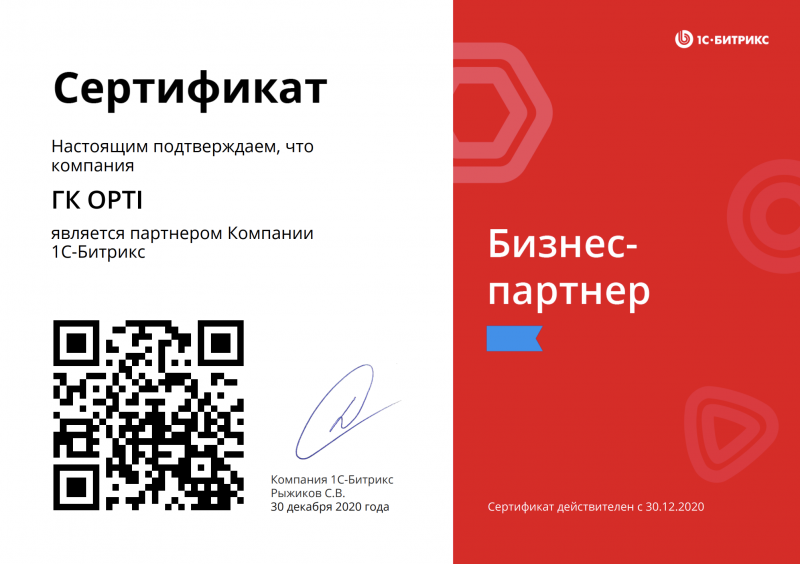 Сертификат
Настоящим подтверждаем, что
компания
ГК OPTI
является партнером Компании
1С-Битрикс
Компания 1С-Битрикс
Рыжиков С.В.
30 декабря 2020 года
1С-БИТРИКС
Бизнес-
партнер
Сертификат действителен с 30.12.2020